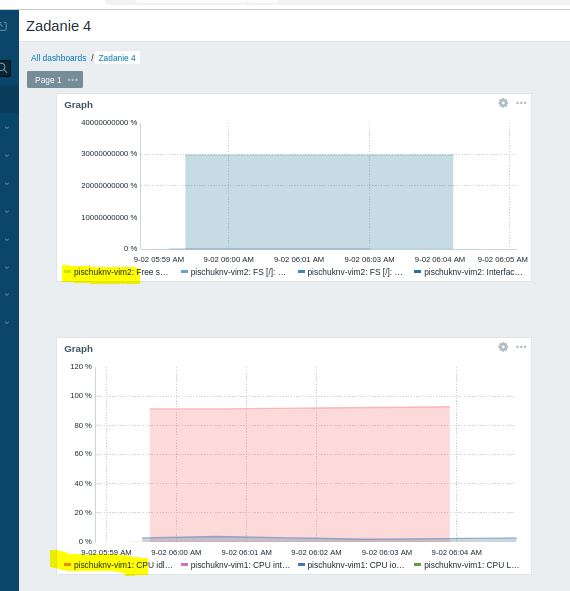 Zadanie 4
All dashboards / Zadanie 4
Page 1
Graph
40000000000 %
30000000000 %
20000000000 %
10000000000 %
0 %
9-02 05:59 AM 9-02 06:00 AM 9-02 06:01 AM 9-02 06:03 AM 9-02 06:04 AM 9-02 06:05 AM
pischuknv-vim2: Free s... pischuknv-vim2: FS [/]: ... pischuknv-vim2: FS [/]: ... pischuknv-vim2: Interfac...
Graph
120 %
100 %
80 %
60 %
40 %
20 %
0 %
9-02 05:59 AM 9-02 06:00 AM 9-02 06:01 AM 9-02 06:02 AM 9-02 06:03 AM 9-02 06:04 AM
pischuknv-vim1: CPU idl... pischuknv-vim1: CPU int... pischuknv-vim1: CPU io... pischuknv-vim1: CPU L...